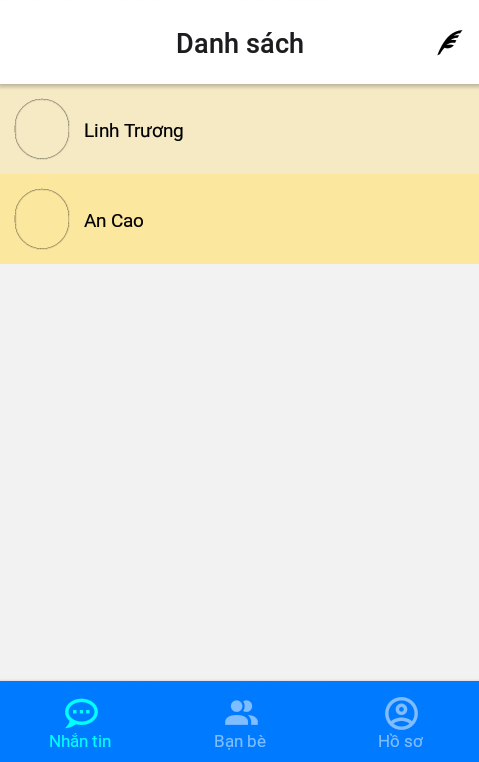 Danh sách
Linh Trương
An Cao
Nhắn tin
Bạn bè
Hồ sơ